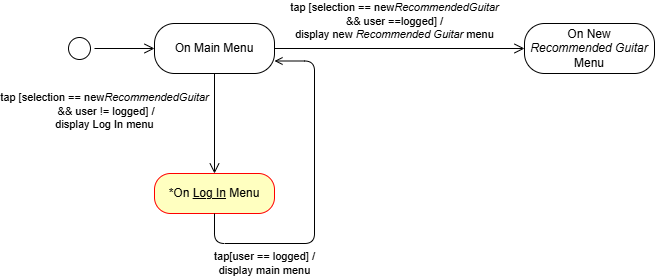 tap [selection == newRecommendedGuitar
&& user ==logged] /
display new Recommended Guitar menu
On Main Menu
On New
Recommended Guitar
Menu
tap [selection == newRecommendedGuitar
&& user != logged] /
display Log In menu
*On Log In Menu
tap[user == logged] /
display main menu